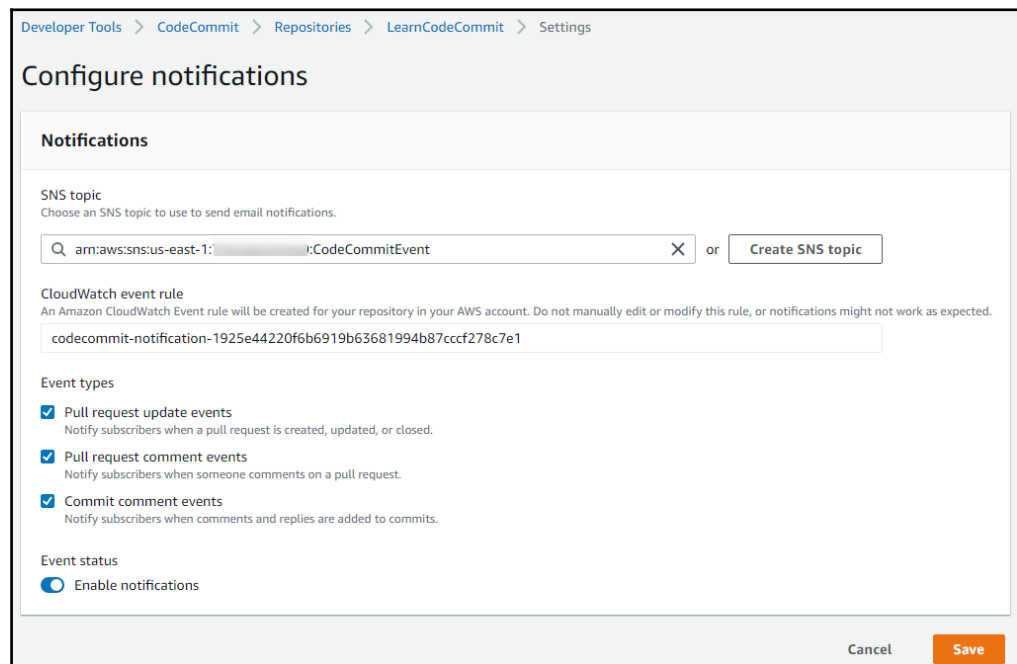 Developer Tools > CodeCommit > Repositories > LearnCodeCommit > Settings
Configure notifications
Notifications
SNS topic
Choose an SNS topic to use to send email notifications.
arn:aws:sns:us-east-1: :CodeCommitEvent or Create SNS topic
CloudWatch event rule
An Amazon CloudWatch Event rule will be created for your repository in your AWS account. Do not manually edit or modify this rule, or notifications might not work as expected.
codecommit-notification-1925e44220f6b6919b63681994b87cccf278c7e1
Event types
Pull request update events
Notify subscribers when a pull request is created, updated, or closed.
Pull request comment events
Notify subscribers when someone comments on a pull request.
Commit comment events
Notify subscribers when comments and replies are added to commits.
Event status
Enable notifications
Cancel Save